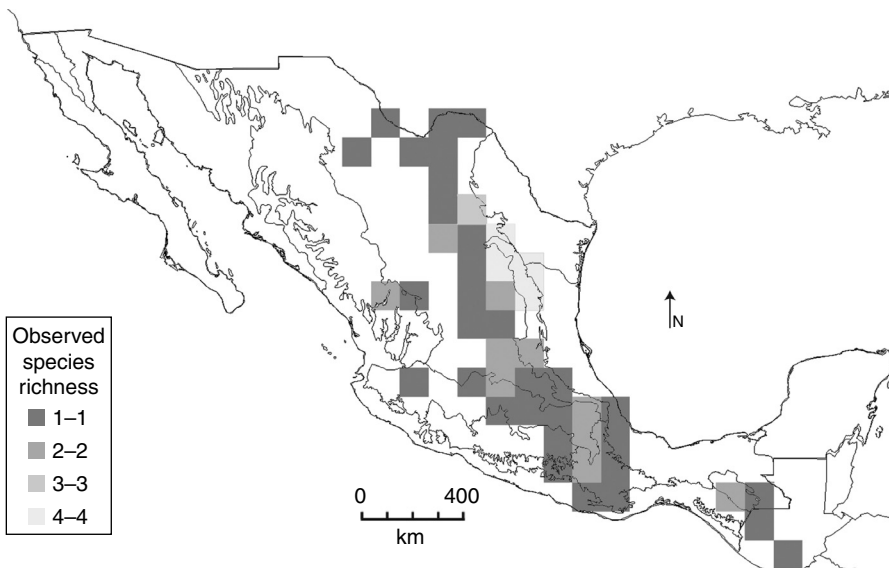 N
Observed
species
richness
1–1
2–2
3–3
4–4
0 400
km